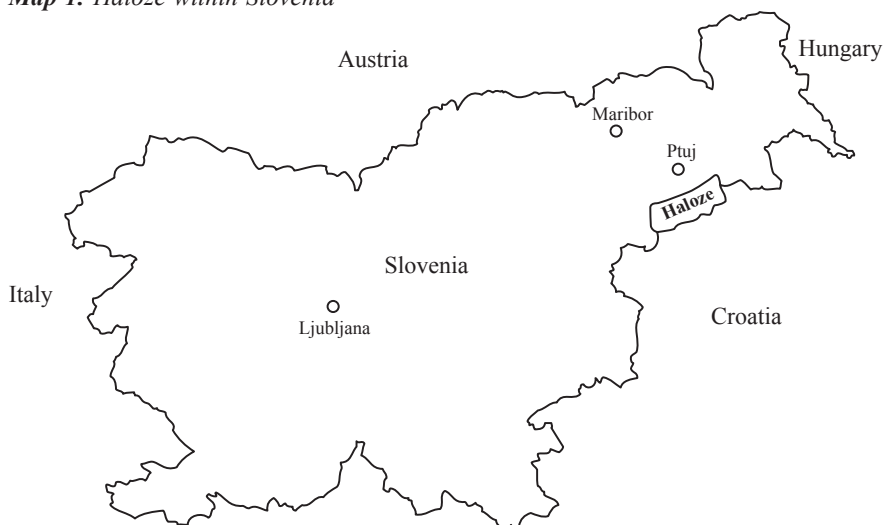 Map 1: Haloze within Slovenia
Austria
Hungary
Maribor
Ptuj
Haloze
Slovenia
Italy
Ljubljana
Croatia